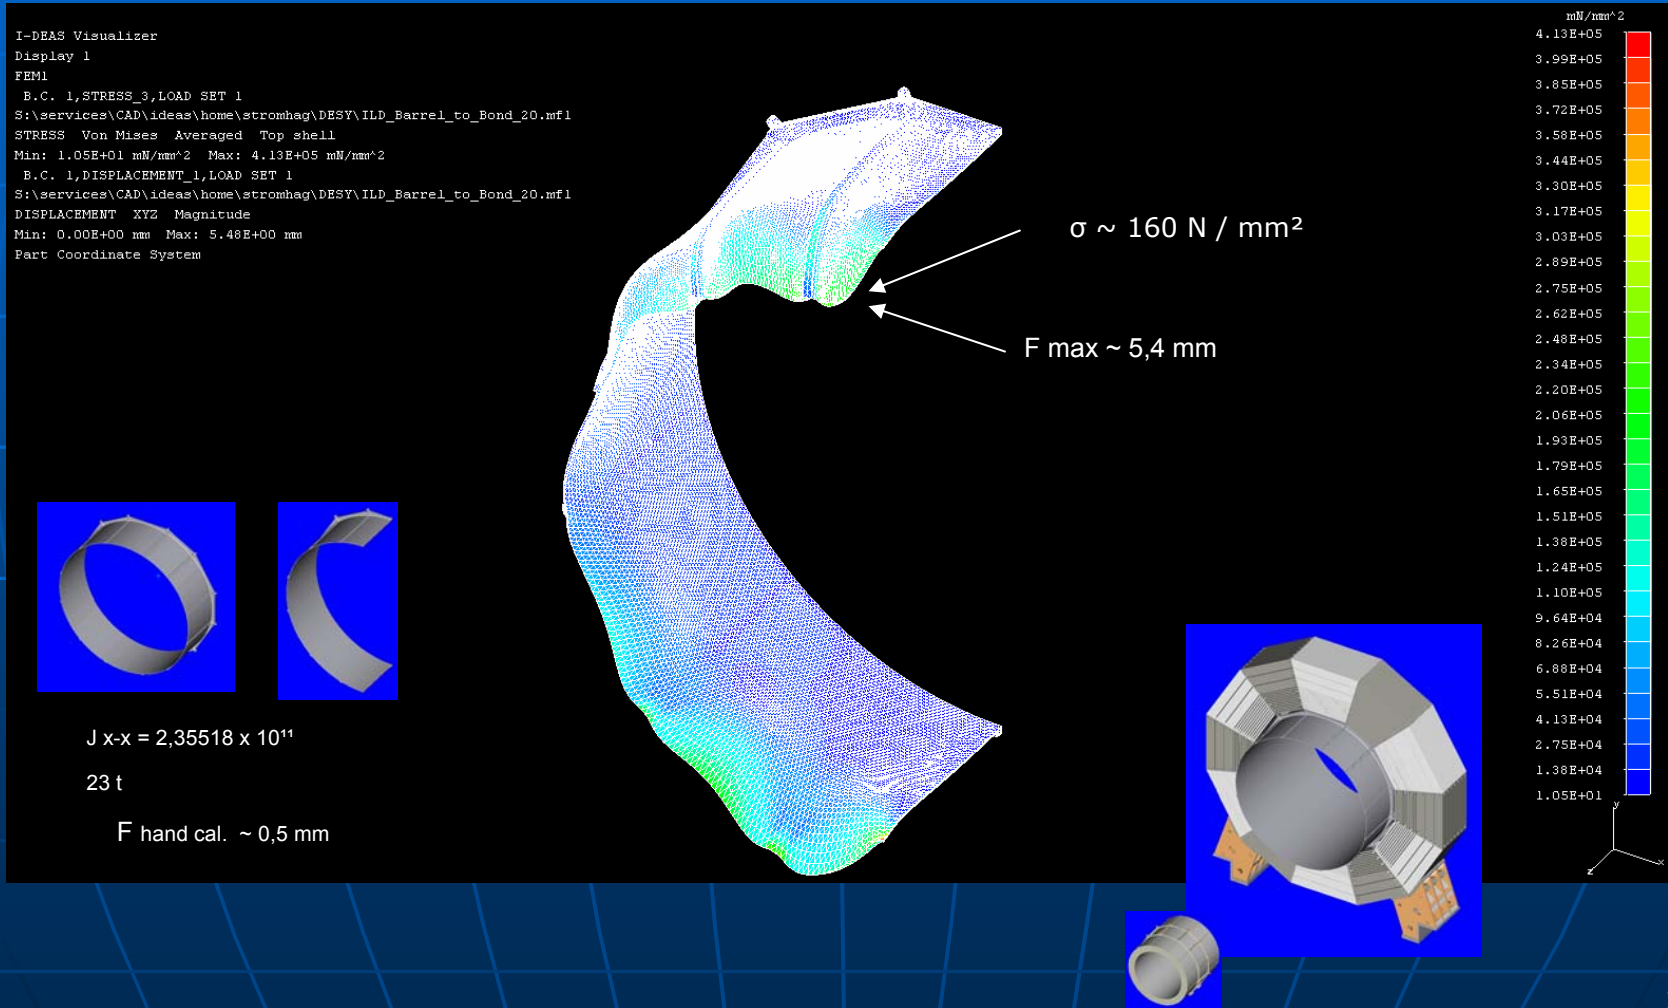 I-DEAS Visualizer
Display 1
FEM1
B.C. 1,STRESS_3,LOAD SET 1
S:\services\CAD\ideas\home\stromhag\DESY\ILD_Barrel_to_Bond_20.mf1
STRESS Von Mises Averaged Top shell
Min: 1.05E+01 mN/mm^2 Max: 4.13E+05 mN/mm^2
B.C. 1,DISPLACEMENT_1,LOAD SET 1
S:\services\CAD\ideas\home\stromhag\DESY\ILD_Barrel_to_Bond_20.mf1
DISPLACEMENT XYZ Magnitude
Min: 0.00E+00 mm Max: 5.48E+00 mm
Part Coordinate System
σ ~ 160 N / mm²
F max ~ 5,4 mm
J x-x = 2,35518 x 10¹¹
23 t
F hand cal. ~ 0,5 mm
mN/mm^2
4.13E+05
3.99E+05
3.85E+05
3.72E+05
3.58E+05
3.44E+05
3.30E+05
3.17E+05
3.03E+05
2.89E+05
2.75E+05
2.62E+05
2.48E+05
2.34E+05
2.20E+05
2.06E+05
1.93E+05
1.79E+05
1.65E+05
1.51E+05
1.38E+05
1.24E+05
1.10E+05
9.64E+04
8.26E+04
6.88E+04
5.51E+04
4.13E+04
2.75E+04
1.38E+04
1.05E+01
y
x
z